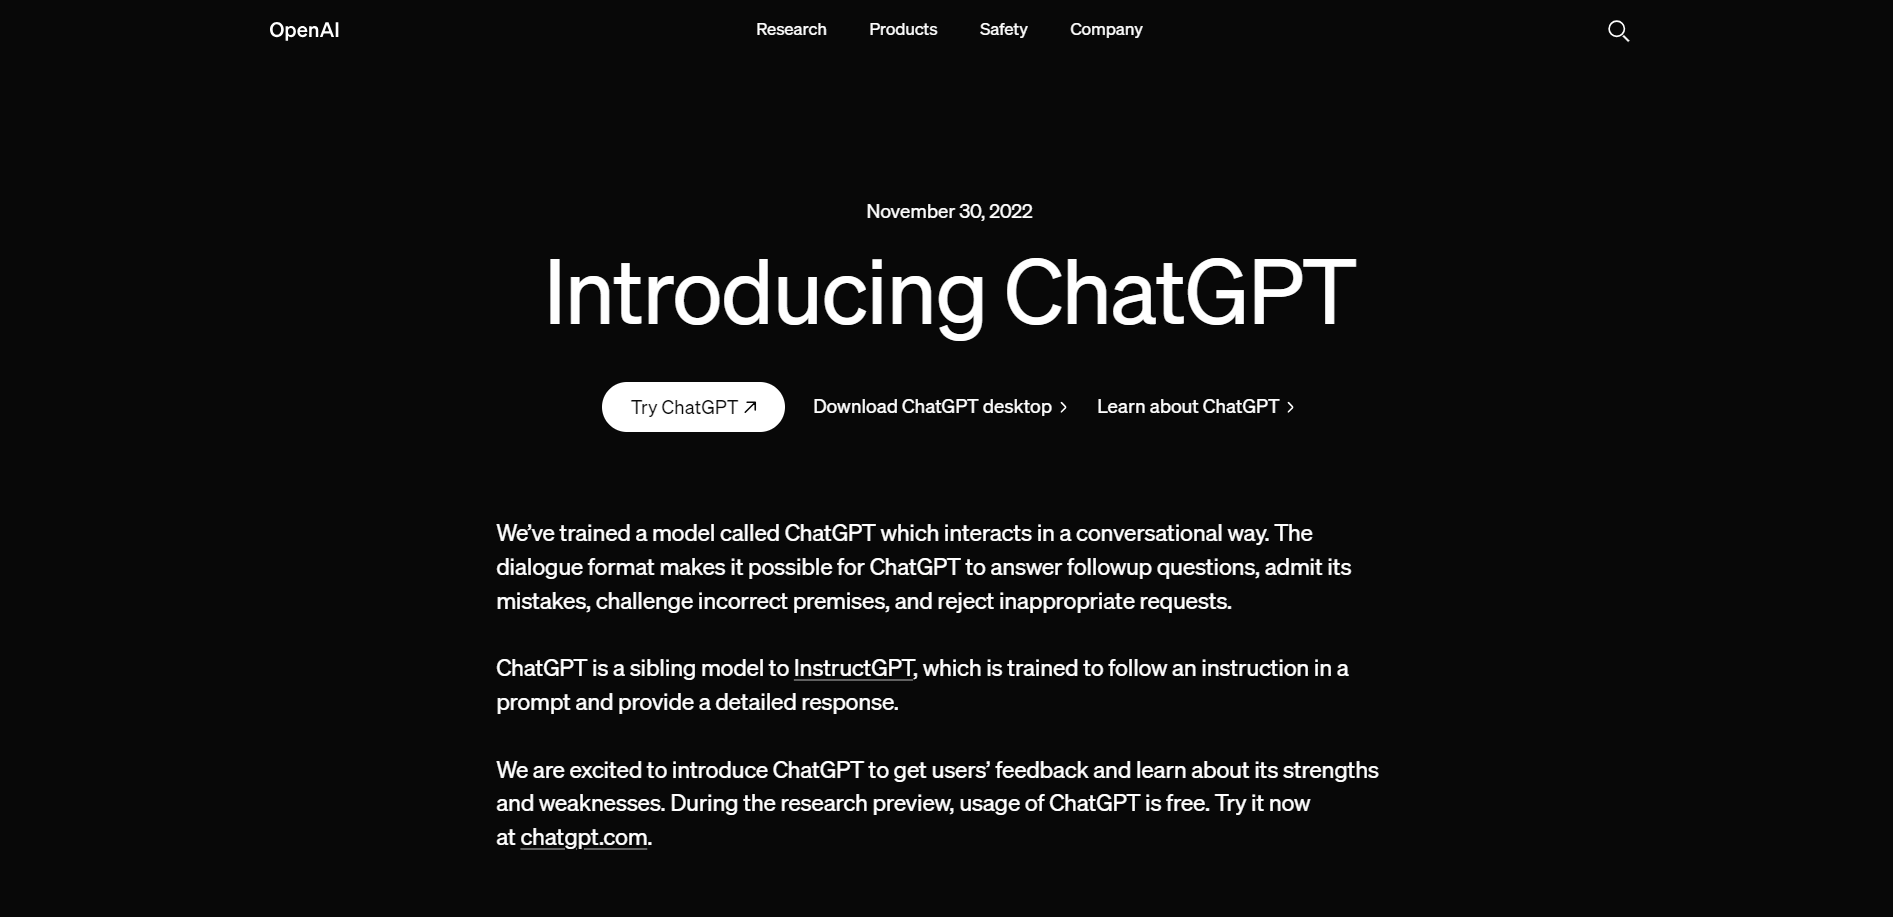 OpenAI
Research Products Safety Company
November 30, 2022
Introducing ChatGPT
Try ChatGPT ↗ Download ChatGPT desktop > Learn about ChatGPT >
We’ve trained a model called ChatGPT which interacts in a conversational way. The
dialogue format makes it possible for ChatGPT to answer followup questions, admit its
mistakes, challenge incorrect premises, and reject inappropriate requests.
ChatGPT is a sibling model to InstructGPT, which is trained to follow an instruction in a
prompt and provide a detailed response.
We are excited to introduce ChatGPT to get users’ feedback and learn about its strengths
and weaknesses. During the research preview, usage of ChatGPT is free. Try it now
at chatgpt.com.